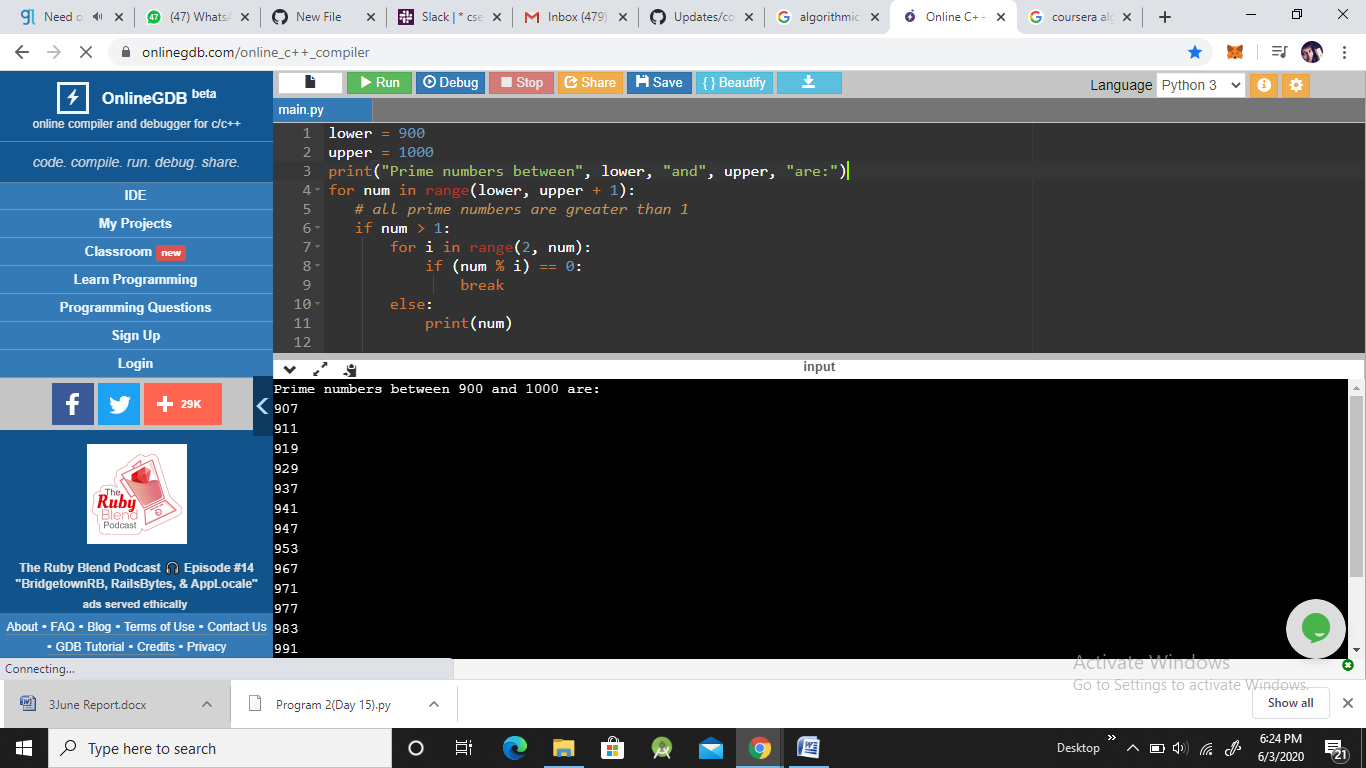 Need o
(47) WhatsA
New File
Slack | * cse
Inbox (479)
Updates/co
algorithmic
Online C++
coursera alg
onlinegdb.com/online_c++_compiler
OnlineGDB beta
online compiler and debugger for c/c++
code. compile. run. debug. share.
IDE
My Projects
Classroom new
Learn Programming
Programming Questions
Sign Up
Login
f
+ 29K
The
Ruby
Blend
Podcast
The Ruby Blend Podcast 🎧 Episode #14
"BridgetownRB, RailsBytes, & AppLocale"
ads served ethically
About • FAQ • Blog • Terms of Use • Contact Us
• GDB Tutorial • Credits • Privacy
Run
Debug
Stop
Share
Save
{ } Beautify
Language Python 3
main.py
1 lower = 900
2 upper = 1000
3 print("Prime numbers between", lower, "and", upper, "are:")
4 for num in range(lower, upper + 1):
5    # all prime numbers are greater than 1
6    if num > 1:
7        for i in range(2, num):
8            if (num % i) == 0:
9                break
10        else:
11            print(num)
12
input
Prime numbers between 900 and 1000 are:
907
911
919
929
937
941
947
953
967
971
977
983
991
Activate Windows
Go to Settings to activate Windows.
Connecting...
3June Report.docx
Program 2(Day 15).py
Show all
Type here to search
Desktop
6:24 PM
6/3/2020
21